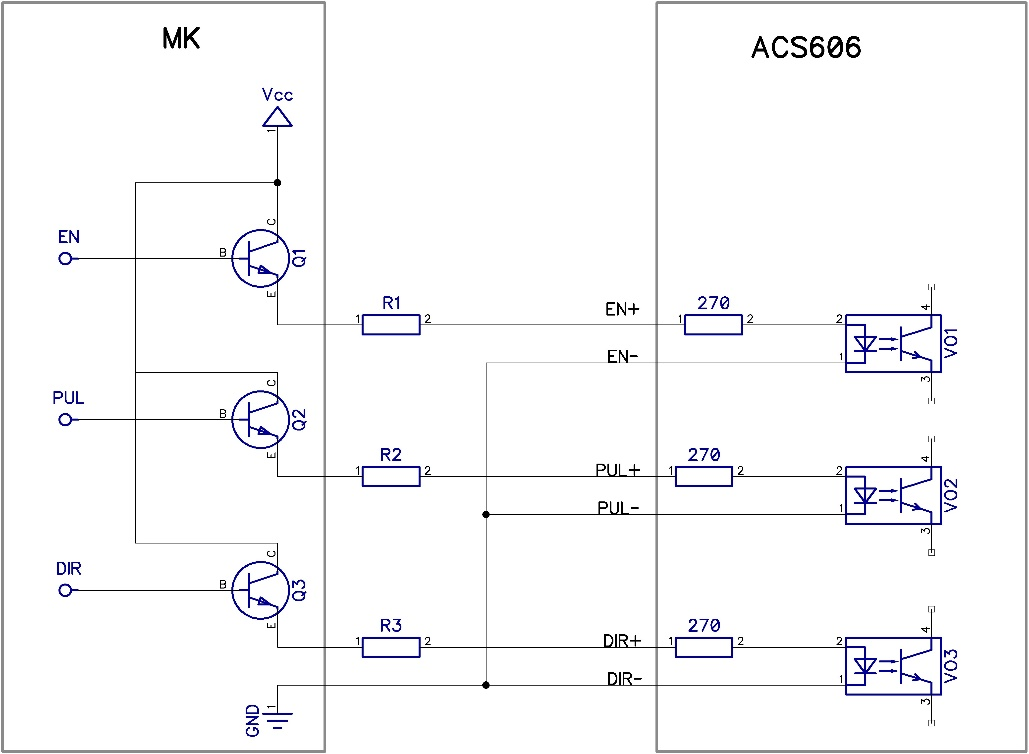 MK
ACS606
Vcc
1
C
EN
B
Q1
E
R1
1
2
EN+
270
1
2
2
1
4
3
VO1
EN-
C
PUL
B
Q2
E
R2
1
2
PUL+
270
1
2
2
1
4
3
VO2
PUL-
C
DIR
B
Q3
E
R3
1
2
DIR+
270
1
2
2
1
4
3
VO3
DIR-
GND
1